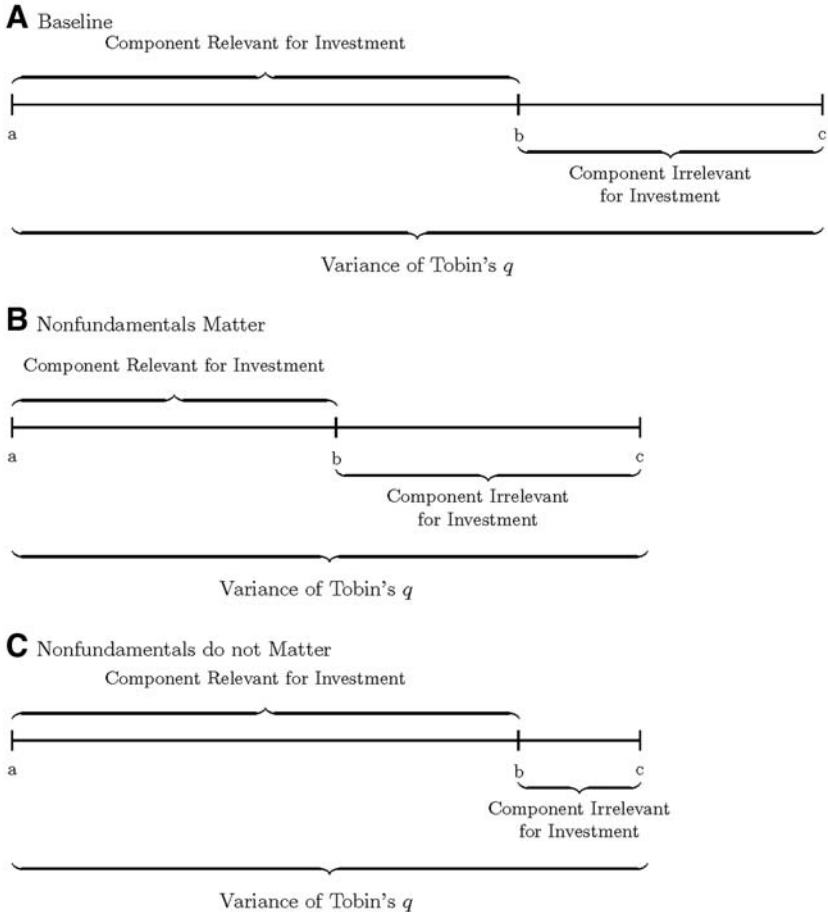 A Baseline
Component Relevant for Investment
a
b
c
Component Irrelevant
for Investment
Variance of Tobin's q
B Nonfundamentals Matter
Component Relevant for Investment
a
b
c
Component Irrelevant
for Investment
Variance of Tobin's q
C Nonfundamentals do not Matter
Component Relevant for Investment
a
b
c
Component Irrelevant
for Investment
Variance of Tobin's q